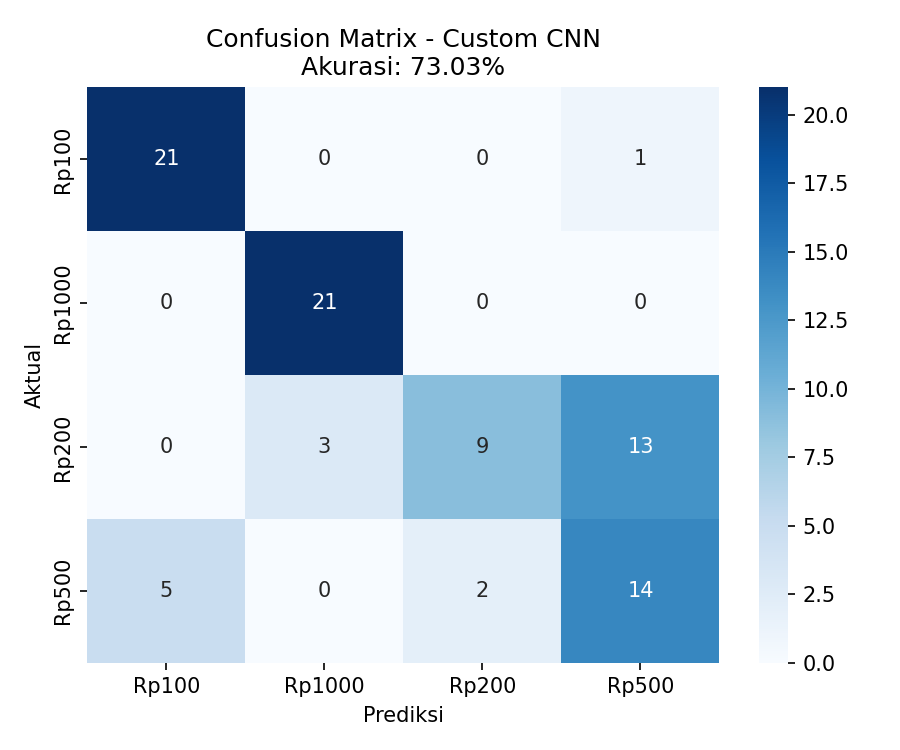 Confusion Matrix - Custom CNN
Akurasi: 73.03%
Aktual
Rp100
21 0 0 1
Rp1000
0 21 0 0
Rp200
0 3 9 13
Rp500
5 0 2 14
Rp100 Rp1000 Rp200 Rp500
Prediksi
20.0
17.5
15.0
12.5
10.0
7.5
5.0
2.5
0.0